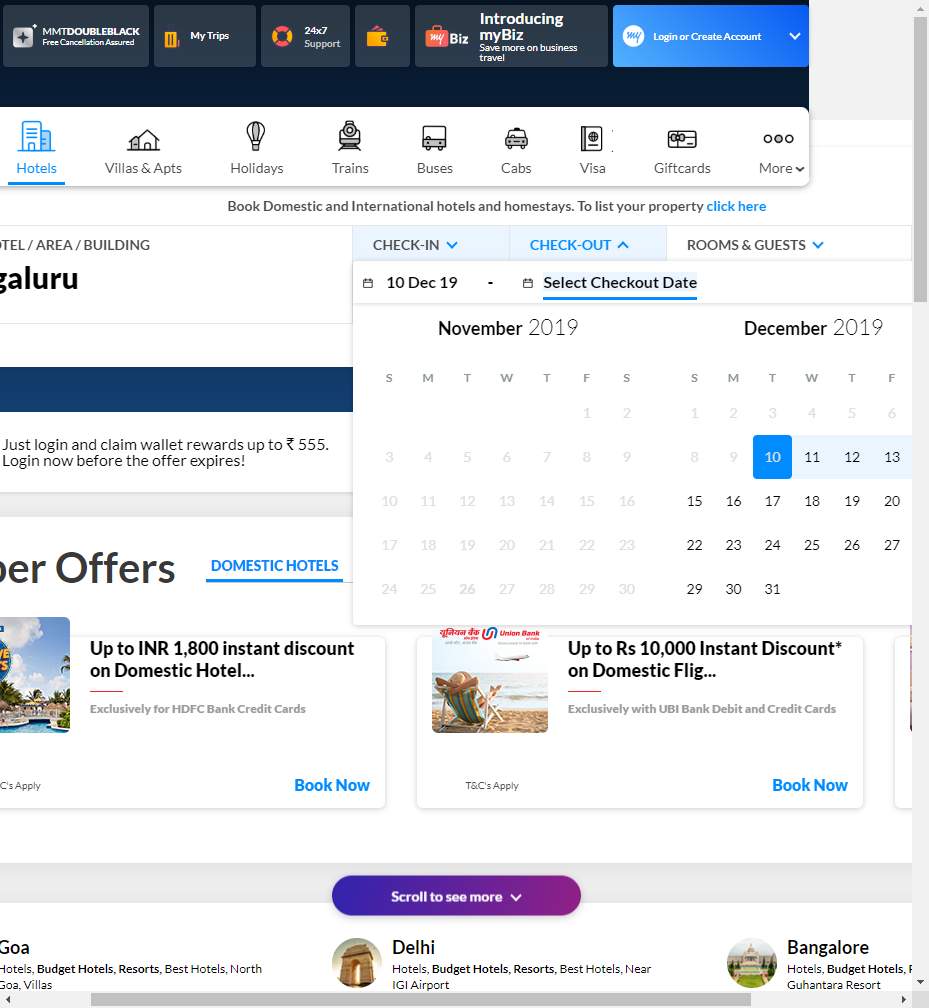 MMTDOUBLEBLACK
Free Cancellation Assured
My Trips
24x7
Support
my Biz
Introducing
myBiz
Save more on business
travel
my
Login or Create Account
Hotels
Villas & Apts
Holidays
Trains
Buses
Cabs
Visa
Giftcards
More
Book Domestic and International hotels and homestays. To list your property click here
OTEL / AREA / BUILDING
CHECK-IN
CHECK-OUT
ROOMS & GUESTS
galuru
10 Dec 19 - Select Checkout Date
November 2019
December 2019
S M T W T F S
S M T W T F
1 2
1 2 3 4 5 6
3 4 5 6 7 8 9
8 9 10 11 12 13
10 11 12 13 14 15 16
15 16 17 18 19 20
17 18 19 20 21 22 23
22 23 24 25 26 27
24 25 26 27 28 29 30
29 30 31
Just login and claim wallet rewards up to ₹ 555.
Login now before the offer expires!
per Offers
DOMESTIC HOTELS
Up to INR 1,800 instant discount
on Domestic Hotel...
Exclusively for HDFC Bank Credit Cards
C's Apply
Book Now
यूनियन बैंक
Union Bank
of India
Up to Rs 10,000 Instant Discount*
on Domestic Flig...
Exclusively with UBI Bank Debit and Credit Cards
T&C's Apply
Book Now
Scroll to see more
Goa
Hotels, Budget Hotels, Resorts, Best Hotels, North
Goa, Villas
Delhi
Hotels, Budget Hotels, Resorts, Best Hotels, Near
IGI Airport
Bangalore
Hotels, Budget Hotels,
Guhantara Resort